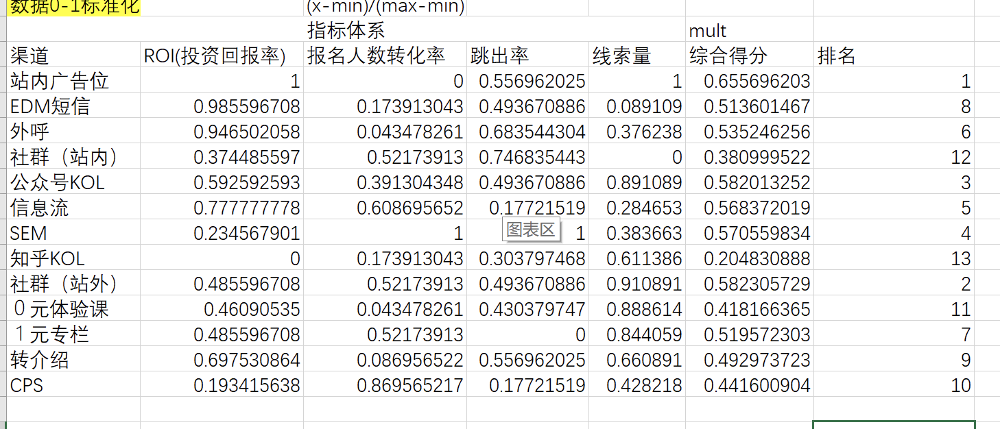 数据0-1标准化 (x-min)/(max-min)
指标体系 mult
渠道 ROI(投资回报率) 报名人数转化率 跳出率 线索量 综合得分 排名
站内广告位 1 0 0.556962025 1 0.655696203 1
EDM短信 0.985596708 0.173913043 0.493670886 0.089109 0.513601467 8
外呼 0.946502058 0.043478261 0.683544304 0.376238 0.535246256 6
社群（站内） 0.374485597 0.52173913 0.746835443 0 0.380999522 12
公众号KOL 0.592592593 0.391304348 0.493670886 0.891089 0.582013252 3
信息流 0.777777778 0.608695652 0.17721519 0.284653 0.568372019 5
SEM 0.234567901 1 图表区 1 0.383663 0.570559834 4
知乎KOL 0 0.173913043 0.303797468 0.611386 0.204830888 13
社群（站外） 0.485596708 0.52173913 0.493670886 0.910891 0.582305729 2
０元体验课 0.46090535 0.043478261 0.430379747 0.888614 0.418166365 11
１元专栏 0.485596708 0.52173913 0 0.844059 0.519572303 7
转介绍 0.697530864 0.086956522 0.556962025 0.660891 0.492973723 9
CPS 0.193415638 0.869565217 0.17721519 0.428218 0.441600904 10